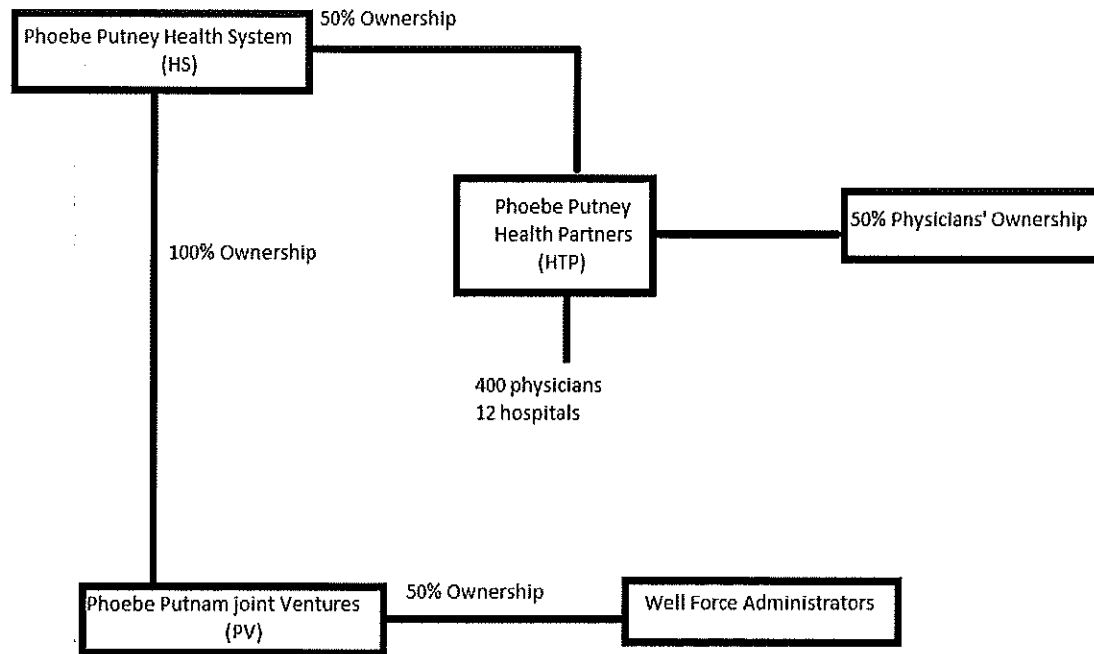 50% Ownership
Phoebe Putney Health System
(HS)
Phoebe Putney
Health Partners
(HTP)
50% Physicians' Ownership
100% Ownership
400 physicians
12 hospitals
Phoebe Putnam joint Ventures
(PV)
50% Ownership
Well Force Administrators